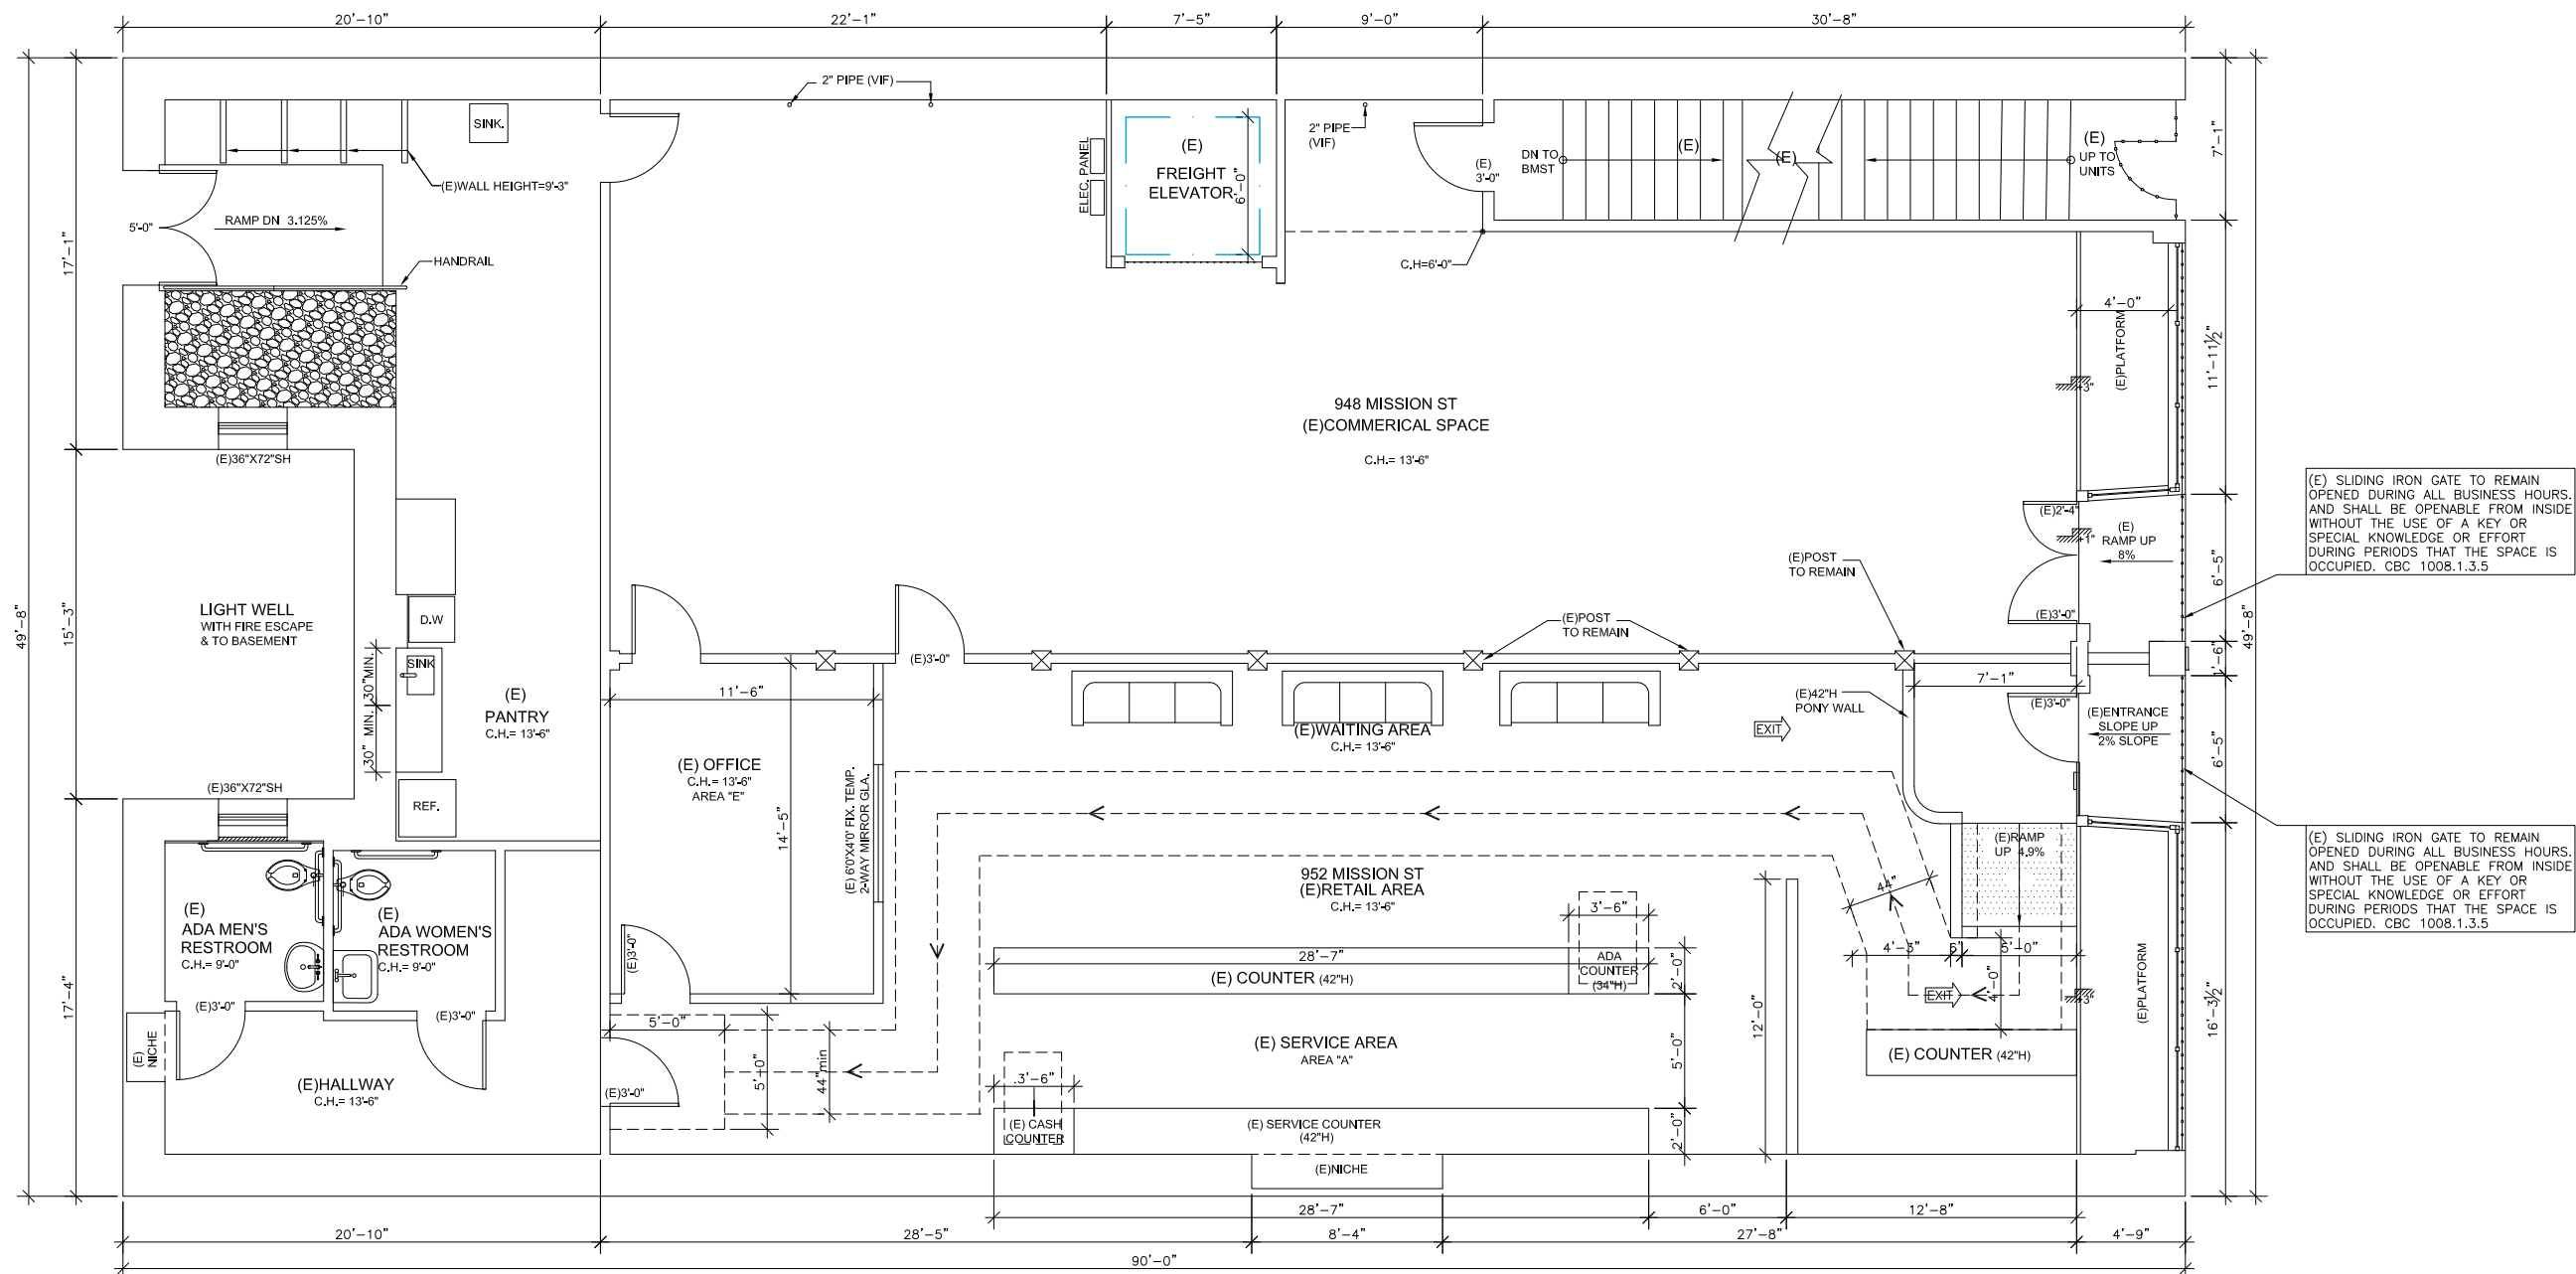 20'-10"
22'-1"
7'-5"
9'-0"
30'-8"
2" PIPE (VIF)
SINK.
(E)WALL HEIGHT=9'-3"
RAMP DN 3.125%
5'-0"
HANDRAIL
ELEC. PANEL
(E)
FREIGHT
ELEVATOR
6'-0"
2" PIPE
(VIF)
(E)
3'-0"
DN TO
BMST
(E)
(E)
(E)
UP TO
UNITS
C.H=6'-0"
7'-1"
17'-1"
15'-3"
17'-4"
49'-8"
4'-0"
(E)PLATFORM
+3"
11'-11½"
948 MISSION ST
(E)COMMERICAL SPACE
C.H.= 13'-6"
(E)2'-4"
+1"
(E)
RAMP UP
8%
(E)3'-0"
6'-5"
1'-6"
49'-8"
(E) SLIDING IRON GATE TO REMAIN
OPENED DURING ALL BUSINESS HOURS.
AND SHALL BE OPENABLE FROM INSIDE
WITHOUT THE USE OF A KEY OR
SPECIAL KNOWLEDGE OR EFFORT
DURING PERIODS THAT THE SPACE IS
OCCUPIED. CBC 1008.1.3.5
(E)36"X72"SH
LIGHT WELL
WITH FIRE ESCAPE
& TO BASEMENT
(E)36"X72"SH
D.W
SINK
30"MIN.
30" MIN.
REF.
(E)
PANTRY
C.H.= 13'-6"
(E)POST
TO REMAIN
(E)POST
TO REMAIN
(E)3'-0"
11'-6"
14'-5"
(E) OFFICE
C.H.= 13'-6"
AREA "E"
(E) 6'0'X4'0' FIX. TEMP.
2-WAY MIRROR GLA.
(E)WAITING AREA
C.H.= 13'-6"
EXIT
(E)42"H
PONY WALL
7'-1"
(E)3'-0"
(E)ENTRANCE
SLOPE UP
2% SLOPE
6'-5"
(E)RAMP
UP 4.9%
44"
4'-3"
6"
5'-0"
4'-0"
EXIT
(E) COUNTER (42"H)
+3"
(E)PLATFORM
16'-3½"
(E) SLIDING IRON GATE TO REMAIN
OPENED DURING ALL BUSINESS HOURS.
AND SHALL BE OPENABLE FROM INSIDE
WITHOUT THE USE OF A KEY OR
SPECIAL KNOWLEDGE OR EFFORT
DURING PERIODS THAT THE SPACE IS
OCCUPIED. CBC 1008.1.3.5
952 MISSION ST
(E)RETAIL AREA
C.H.= 13'-6"
3'-6"
28'-7"
(E) COUNTER (42"H)
ADA
COUNTER
(34"H)
2'-0"
(E) SERVICE AREA
AREA "A"
5'-0"
12'-0"
.3'-6"
(E) CASH
COUNTER
(E) SERVICE COUNTER
(42"H)
2'-0"
(E)NICHE
(E)
ADA MEN'S
RESTROOM
C.H.= 9'-0"
(E)
ADA WOMEN'S
RESTROOM
C.H.= 9'-0"
(E)3'-0"
(E)3'-0"
(E)
NICHE
(E)HALLWAY
C.H.= 13'-6"
(E)3'-0"
5'-0"
5'-0"
44"min
(E)3'-0"
28'-7"
6'-0"
12'-8"
20'-10"
28'-5"
8'-4"
27'-8"
4'-9"
90'-0"